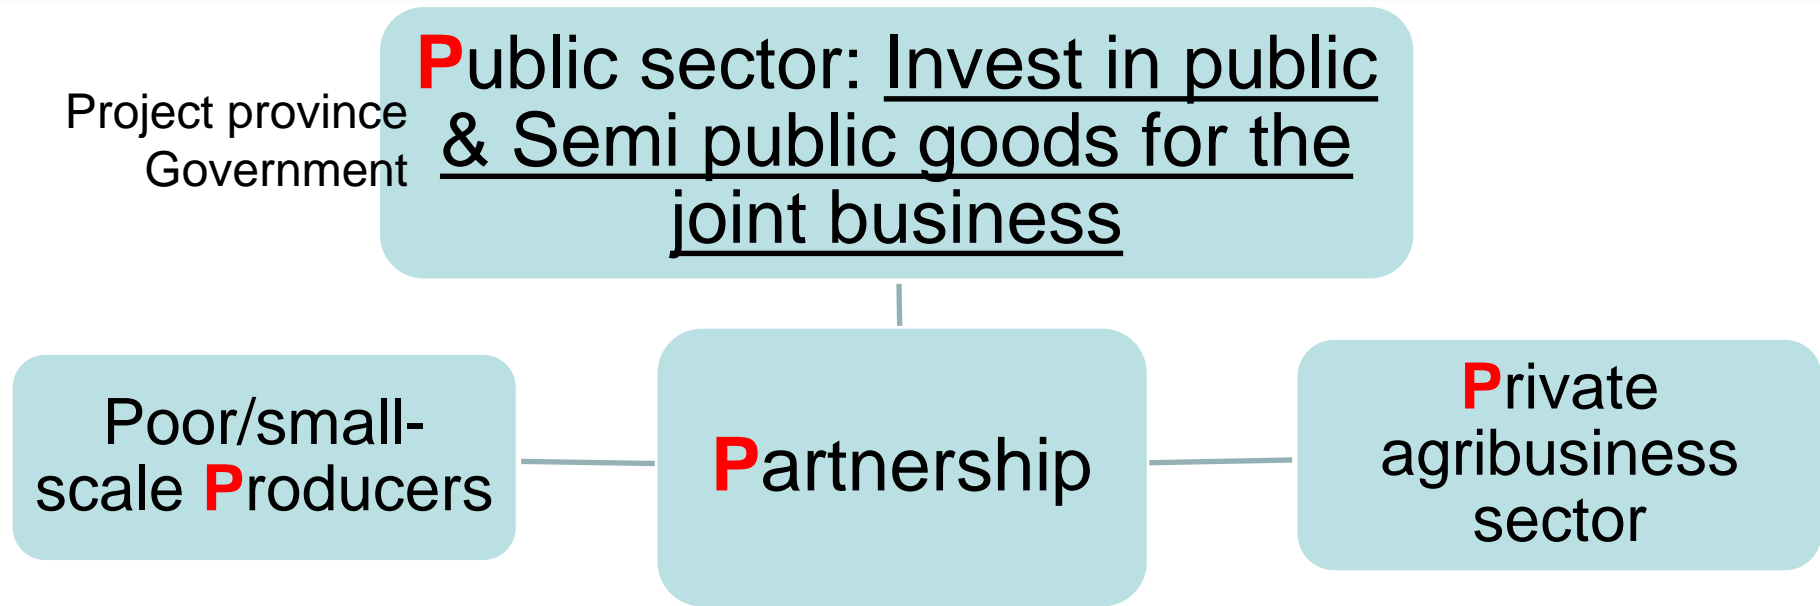 Project province
Government
Public sector: Invest in public
& Semi public goods for the
joint business
Poor/small-
scale Producers
Partnership
Private
agribusiness
sector